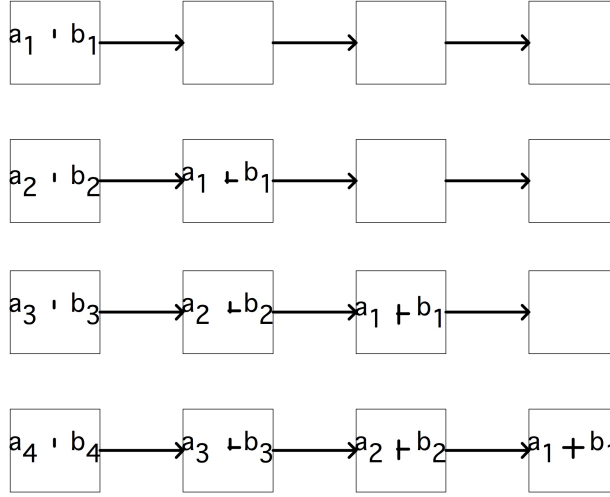 a₁ ╵ b₁
a₂ ╵ b₂ a₁ └ b₁
a₃ ╵ b₃ a₂ └ b₂ a₁ ├ b₁
a₄ ╵ b₄ a₃ └ b₃ a₂ ├ b₂ a₁ + b₁